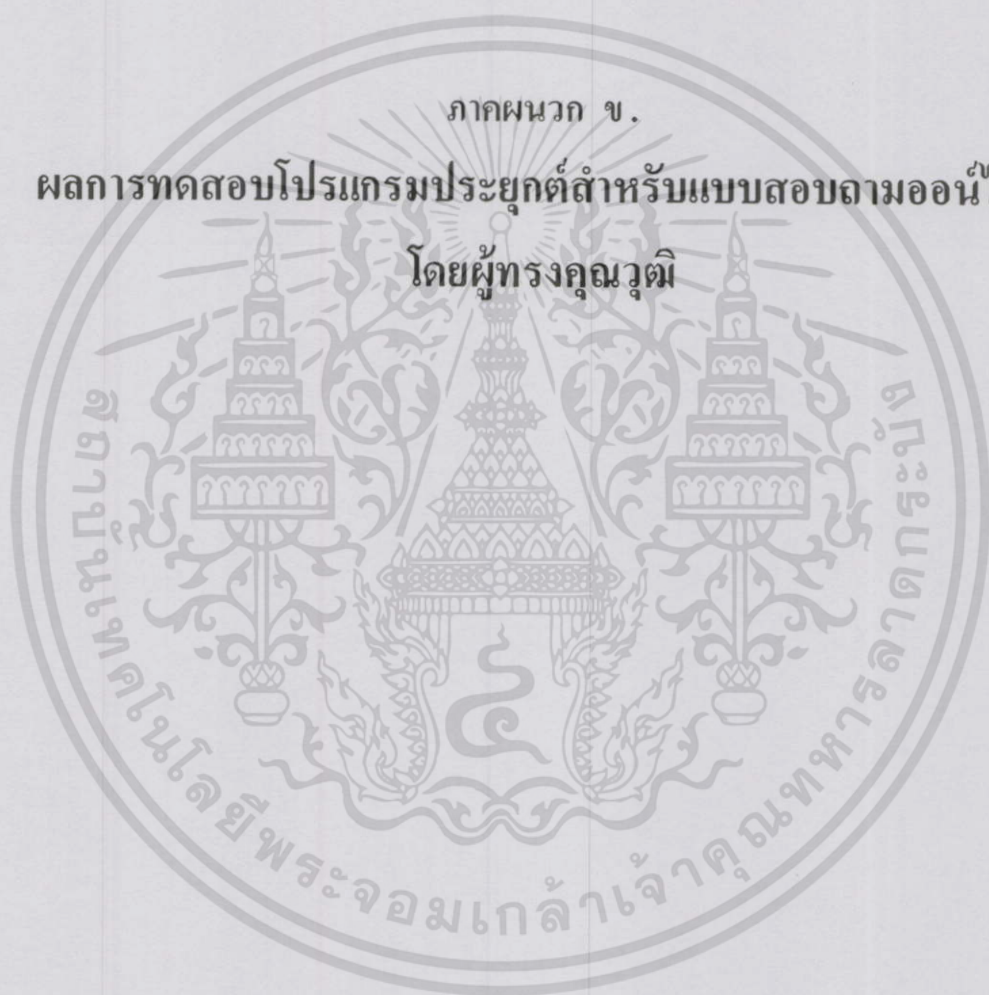 ภาคผนวก ข.
ผลการทดสอบโปรแกรมประยุกต์สำหรับแบบสอบถามออน์
โดยผู้ทรงคุณวุฒิ
สถาบันเทคโนโลยีพระจอมเกล้าเจ้าคุณทหารลาดกระบัง